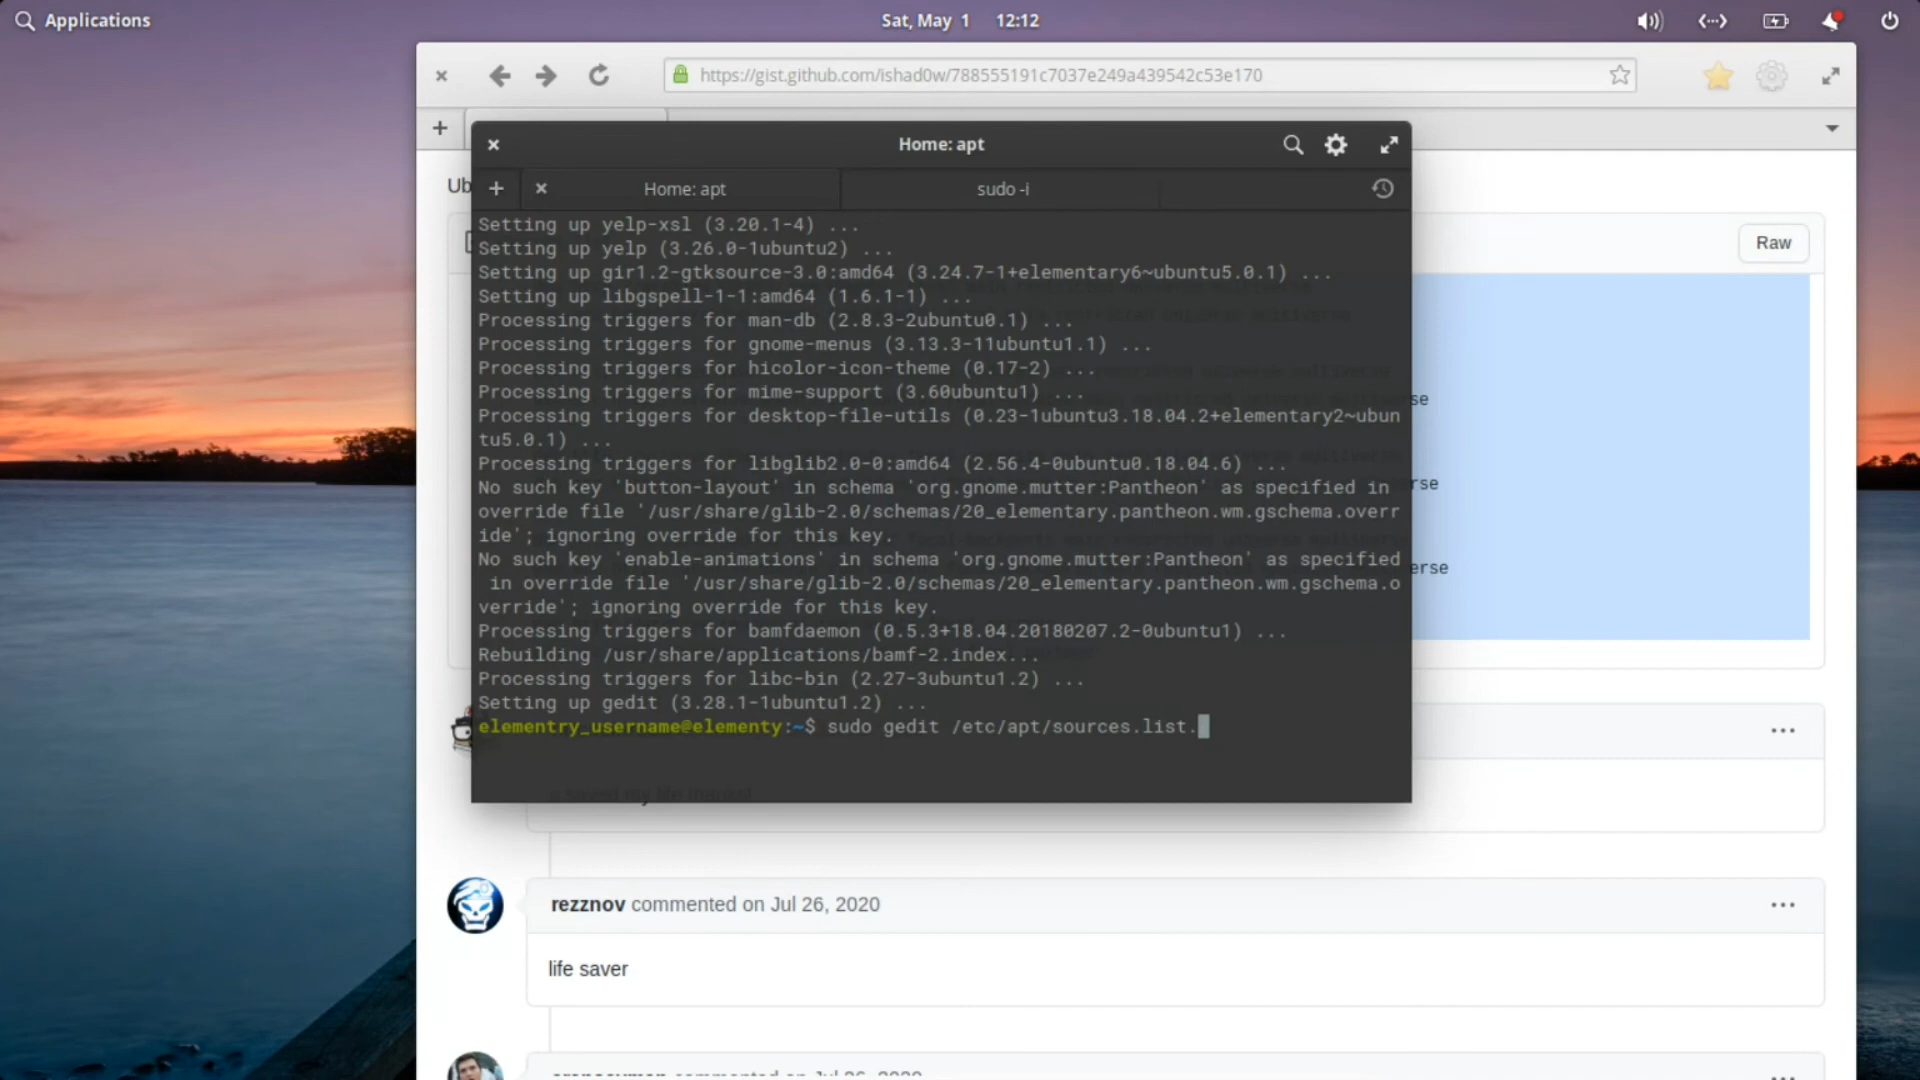 Applications
Sat, May 1 12:12
https://gist.github.com/ishad0w/788555191c7037e249a439542c53e170
Home: apt
Ub
Home: apt
sudo -i
Raw
Setting up yelp-xsl (3.20.1-4) ...
Setting up yelp (3.26.0-1ubuntu2) ...
Setting up gir1.2-gtksource-3.0:amd64 (3.24.7-1+elementary6~ubuntu5.0.1) ...
Setting up libgspell-1-1:amd64 (1.6.1-1) ...
Processing triggers for man-db (2.8.3-2ubuntu0.1) ...
Processing triggers for gnome-menus (3.13.3-11ubuntu1.1) ...
Processing triggers for hicolor-icon-theme (0.17-2) ...
Processing triggers for mime-support (3.60ubuntu1) ...
se
Processing triggers for desktop-file-utils (0.23-1ubuntu3.18.04.2+elementary2~ubun
tu5.0.1) ...
Processing triggers for libglib2.0-0:amd64 (2.56.4-0ubuntu0.18.04.6) ...
No such key 'button-layout' in schema 'org.gnome.mutter:Pantheon' as specified in
rse
override file '/usr/share/glib-2.0/schemas/20_elementary.pantheon.wm.gschema.overr
ide'; ignoring override for this key.
No such key 'enable-animations' in schema 'org.gnome.mutter:Pantheon' as specified
erse
in override file '/usr/share/glib-2.0/schemas/20_elementary.pantheon.wm.gschema.o
verride'; ignoring override for this key.
Processing triggers for bamfdaemon (0.5.3+18.04.20180207.2-0ubuntu1) ...
Rebuilding /usr/share/applications/bamf-2.index...
Processing triggers for libc-bin (2.27-3ubuntu1.2) ...
Setting up gedit (3.28.1-1ubuntu1.2) ...
elementry_username@elementy:~$ sudo gedit /etc/apt/sources.list.
rezznov commented on Jul 26, 2020
life saver
commented on Jul 26, 2020